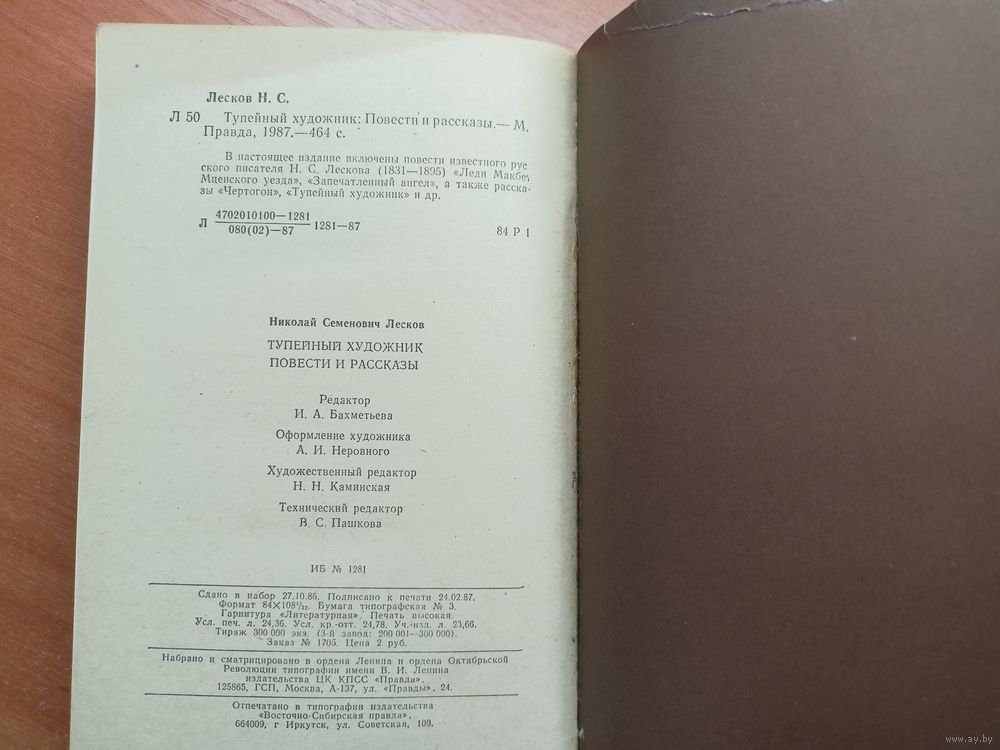 Лесков Н. С.
Л 50 Тупейный художник: Повести и рассказы.— М.
Правда, 1987.—464 с.
В настоящее издание включены повести известного рус
ского писателя Н. С. Лескова (1831—1895) «Леди Макбет
Мценского уезда», «Запечатленный ангел», а также расска-
зы «Чертогон», «Тупейный художник» и др.
Л 4702010100—1281
080(02)—87 1281—87
84 Р 1
Николай Семенович Лесков
ТУПЕЙНЫЙ ХУДОЖНИК
ПОВЕСТИ И РАССКАЗЫ
Редактор
И. А. Бахметьева
Оформление художника
А. И. Неровного
Художественный редактор
Н. Н. Каминская
Технический редактор
В. С. Пашкова
ИБ № 1281
Сдано в набор 27.10.86. Подписано к печати 24.02.87.
Формат 84×108¹/₃₂. Бумага типографская № 3.
Гарнитура «Литературная». Печать высокая.
Усл. печ. л. 24,36. Усл. кр.-отт. 24,78. Уч.-изд. л. 23,66.
Тираж 300 000 экз. (3-й завод: 200 001—300 000).
Заказ № 1705. Цена 2 руб.
Набрано и сматрицировано в ордена Ленина и ордена Октябрьской
Революции типографии имени В. И. Ленина
издательства ЦК КПСС «Правда».
125865, ГСП, Москва, А-137, ул. «Правды», 24.
Отпечатано в типографии издательства
«Восточно-Сибирская правда»,
664009, г Иркутск, ул. Советская, 109.
www.ay.by